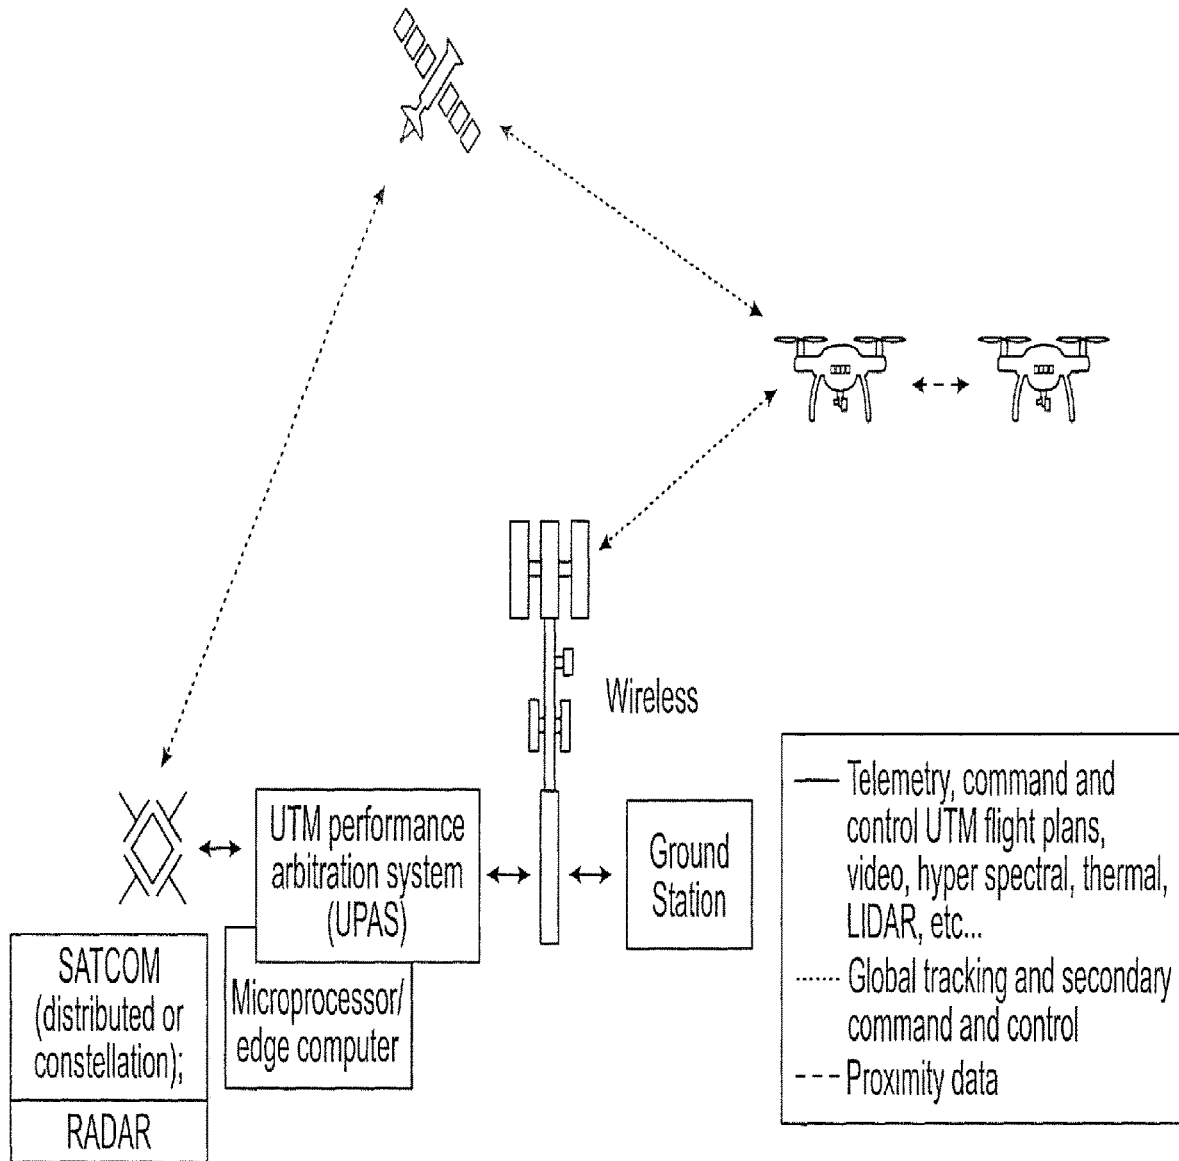 Wireless
UTM performance
arbitration system
(UPAS)
Ground
Station
Microprocessor/
edge computer
SATCOM
(distributed or
constellation);
RADAR
Telemetry, command and
control UTM flight plans,
video, hyper spectral, thermal,
LIDAR, etc...
Global tracking and secondary
command and control
Proximity data